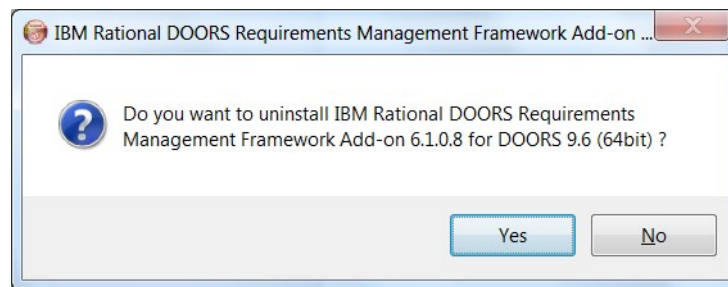 IBM Rational DOORS Requirements Management Framework Add-on ...
Do you want to uninstall IBM Rational DOORS Requirements
Management Framework Add-on 6.1.0.8 for DOORS 9.6 (64bit) ?
Yes
No